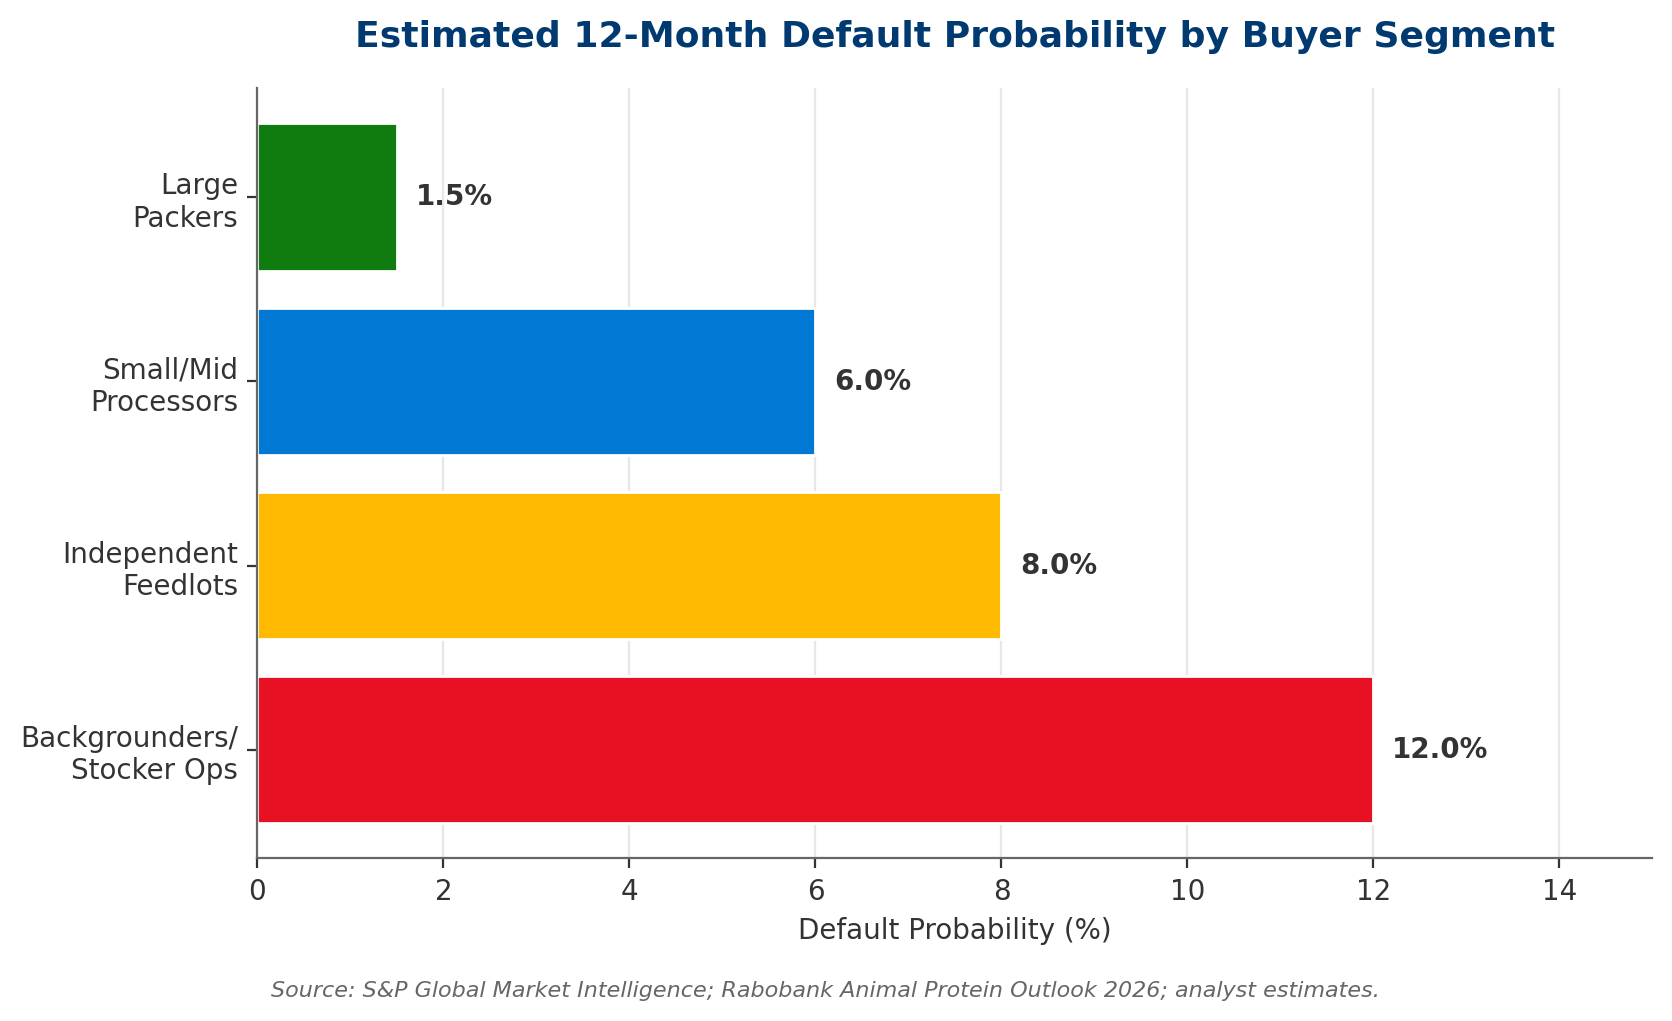 Estimated 12-Month Default Probability by Buyer Segment
Large
Packers
1.5%
Small/Mid
Processors
6.0%
Independent
Feedlots
8.0%
Backgrounders/
Stocker Ops
12.0%
0 2 4 6 8 10 12 14
Default Probability (%)
Source: S&P Global Market Intelligence; Rabobank Animal Protein Outlook 2026; analyst estimates.